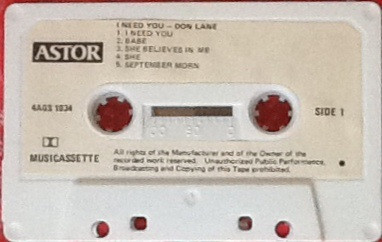 I NEED YOU — DON LANE
1. I NEED YOU
2. BABE
3. SHE BELIEVES IN ME
4. SHE
5. SEPTEMBER MORN
ASTOR
4AGS 1034
SIDE 1
MUSICASSETTE
All rights of the Manufacturer and of the Owner of the
recorded work reserved. Unauthorized Public Performance,
Broadcasting and Copying of this Tape prohibited.